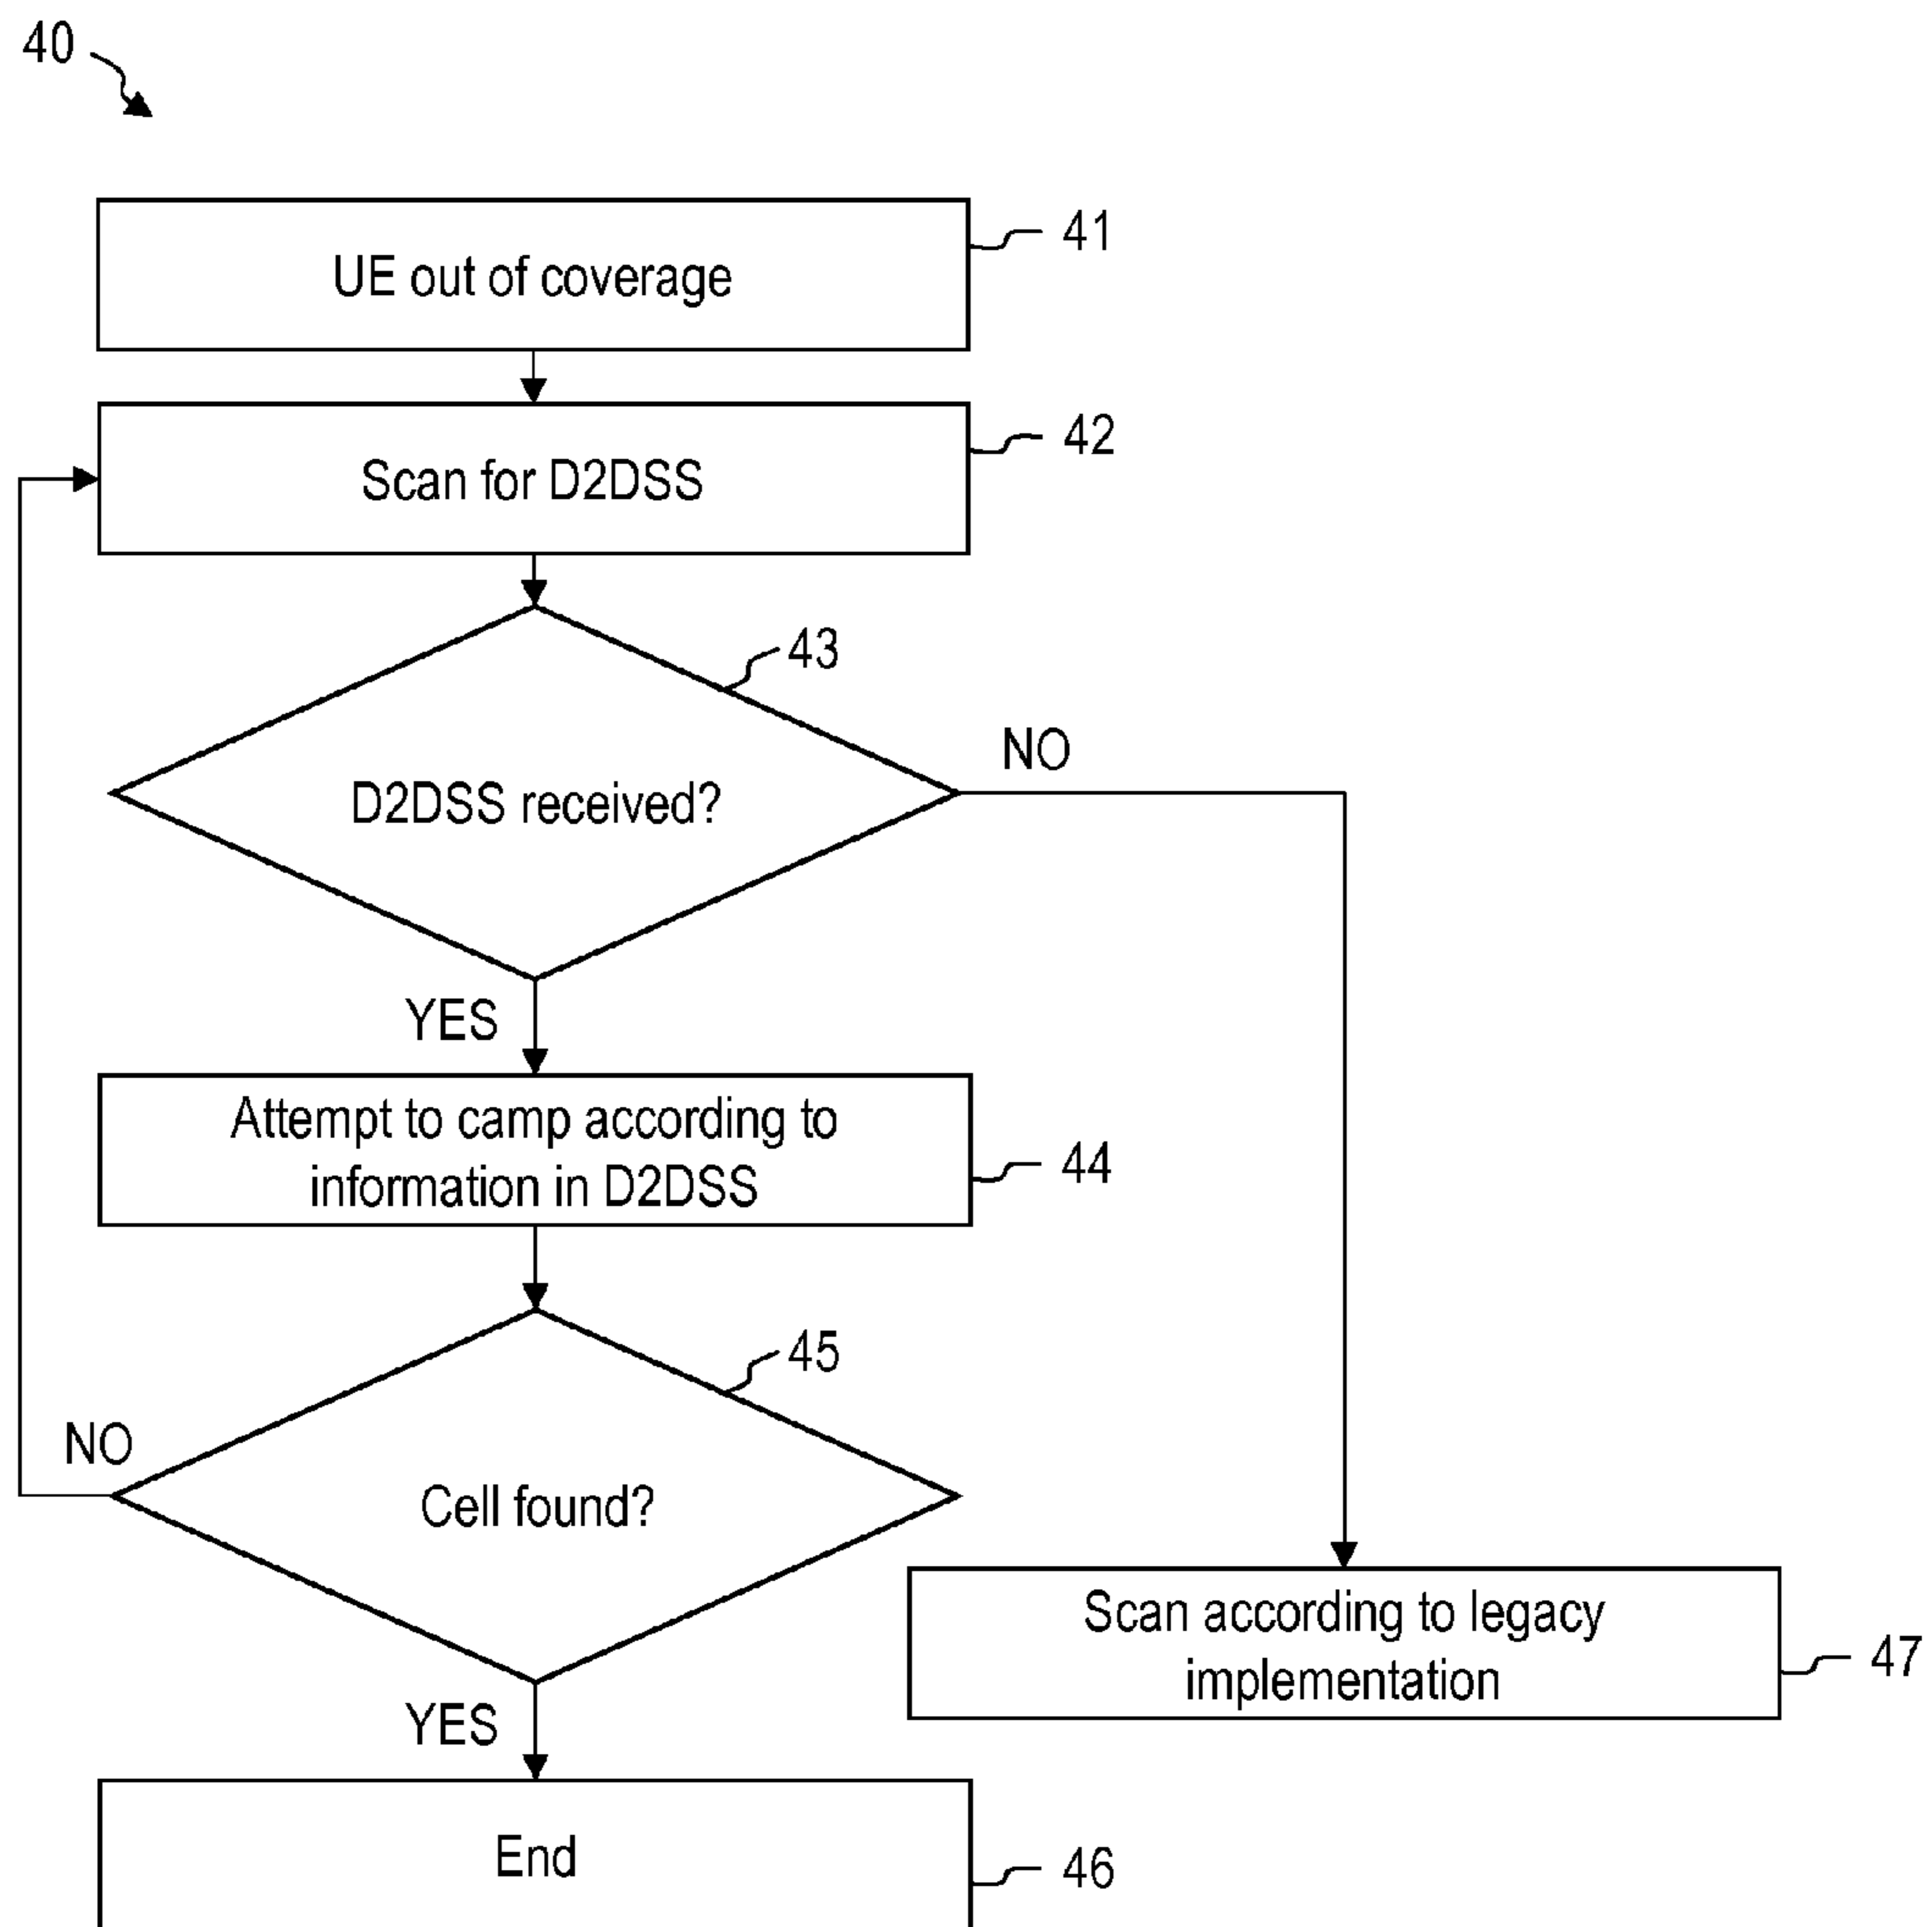 40
UE out of coverage
41
Scan for D2DSS
42
43
D2DSS received?
NO
YES
Attempt to camp according to
information in D2DSS
44
45
NO
Cell found?
Scan according to legacy
implementation
47
YES
End
46